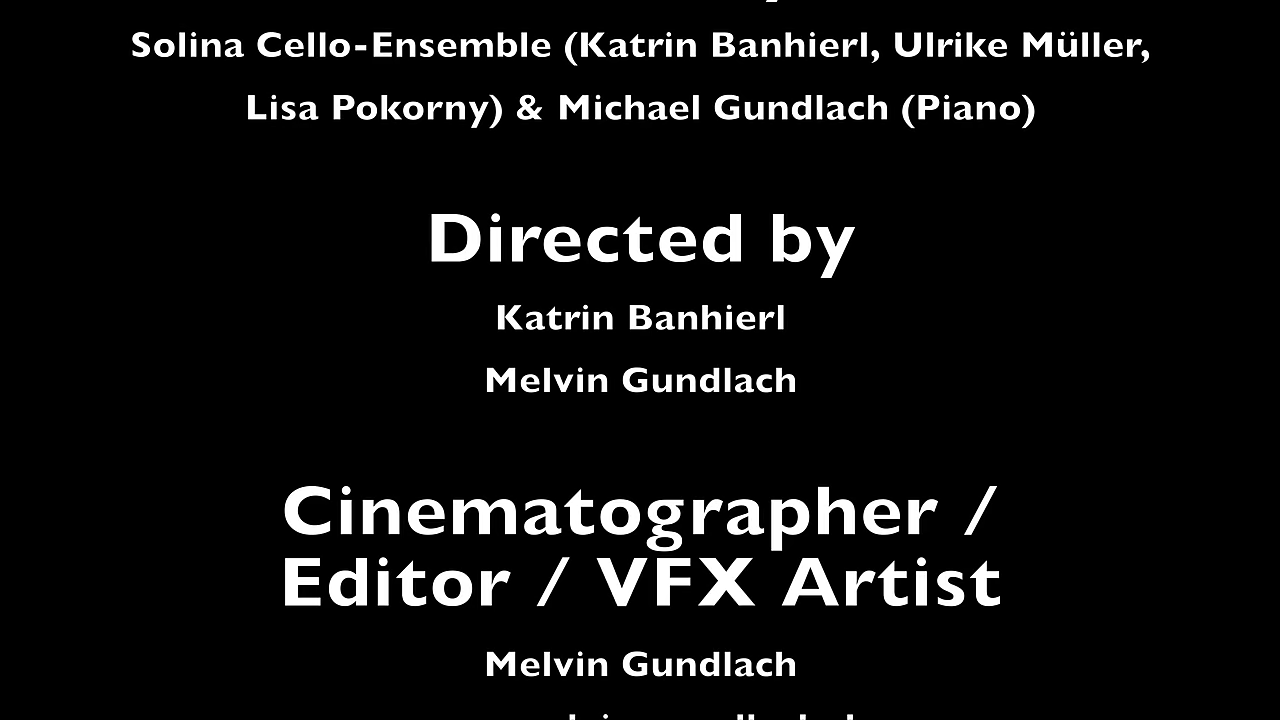 Solina Cello-Ensemble (Katrin Banhierl, Ulrike Müller,
Lisa Pokorny) & Michael Gundlach (Piano)
Directed by
Katrin Banhierl
Melvin Gundlach
Cinematographer /
Editor / VFX Artist
Melvin Gundlach